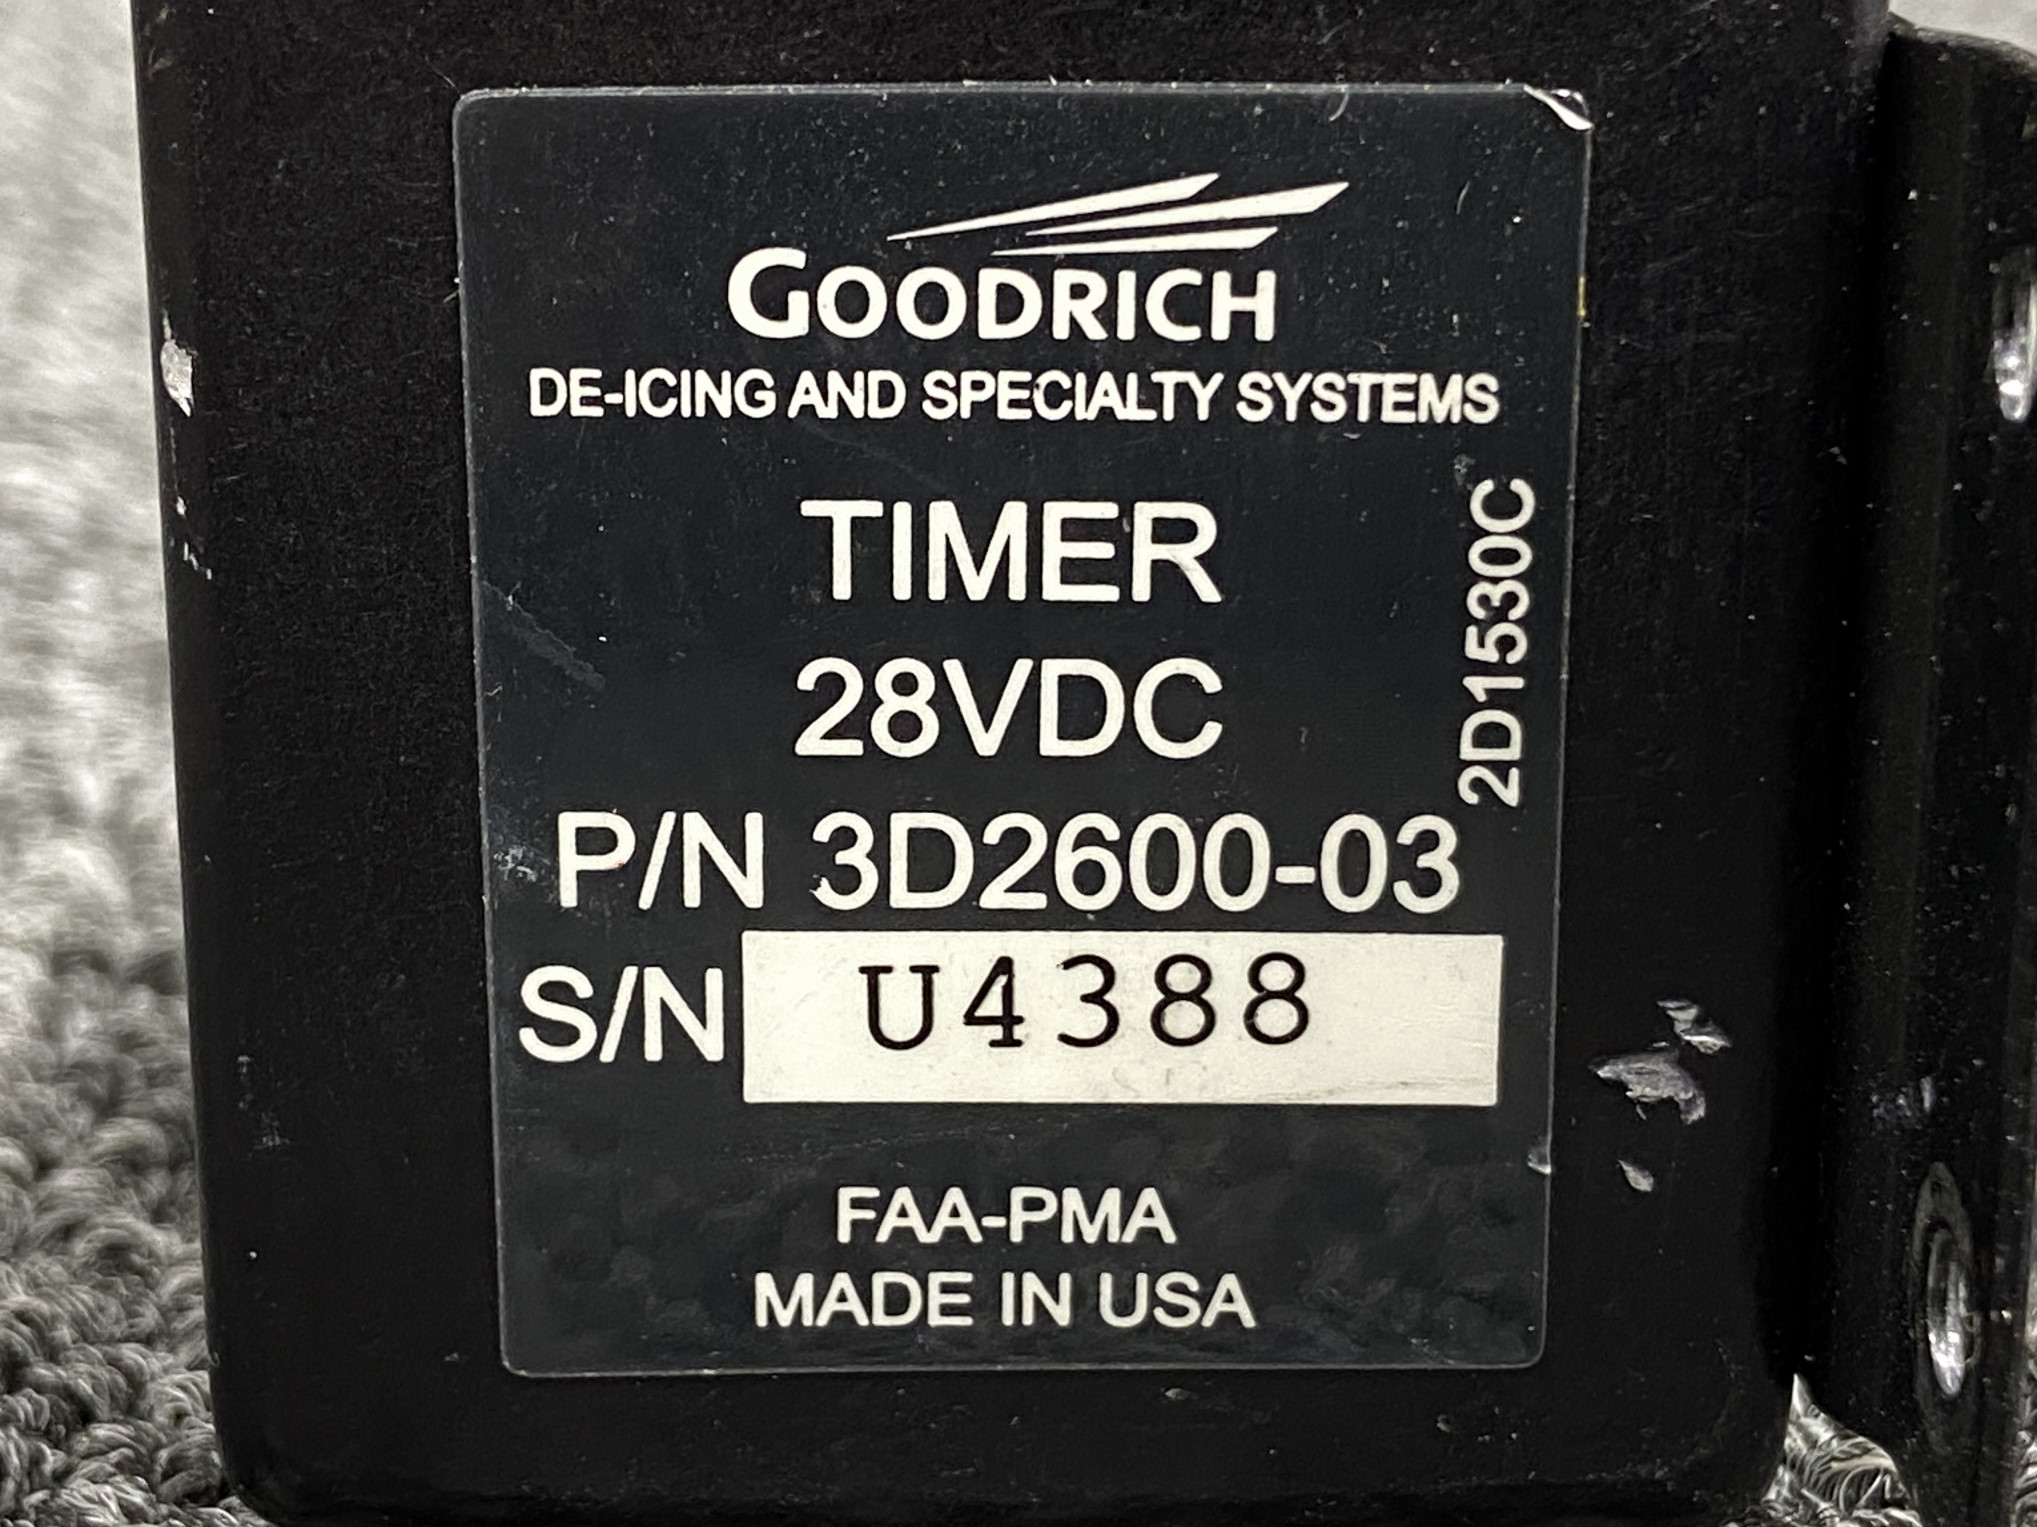 GOODRICH
DE-ICING AND SPECIALTY SYSTEMS
TIMER
28VDC
2D1530C
P/N 3D2600-03
S/N U4388
FAA-PMA
MADE IN USA